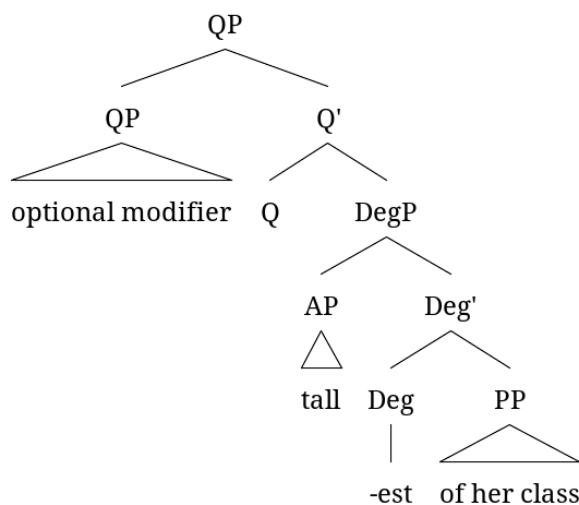 QP
QP Q'
optional modifier Q DegP
AP Deg'
tall Deg PP
-est of her class